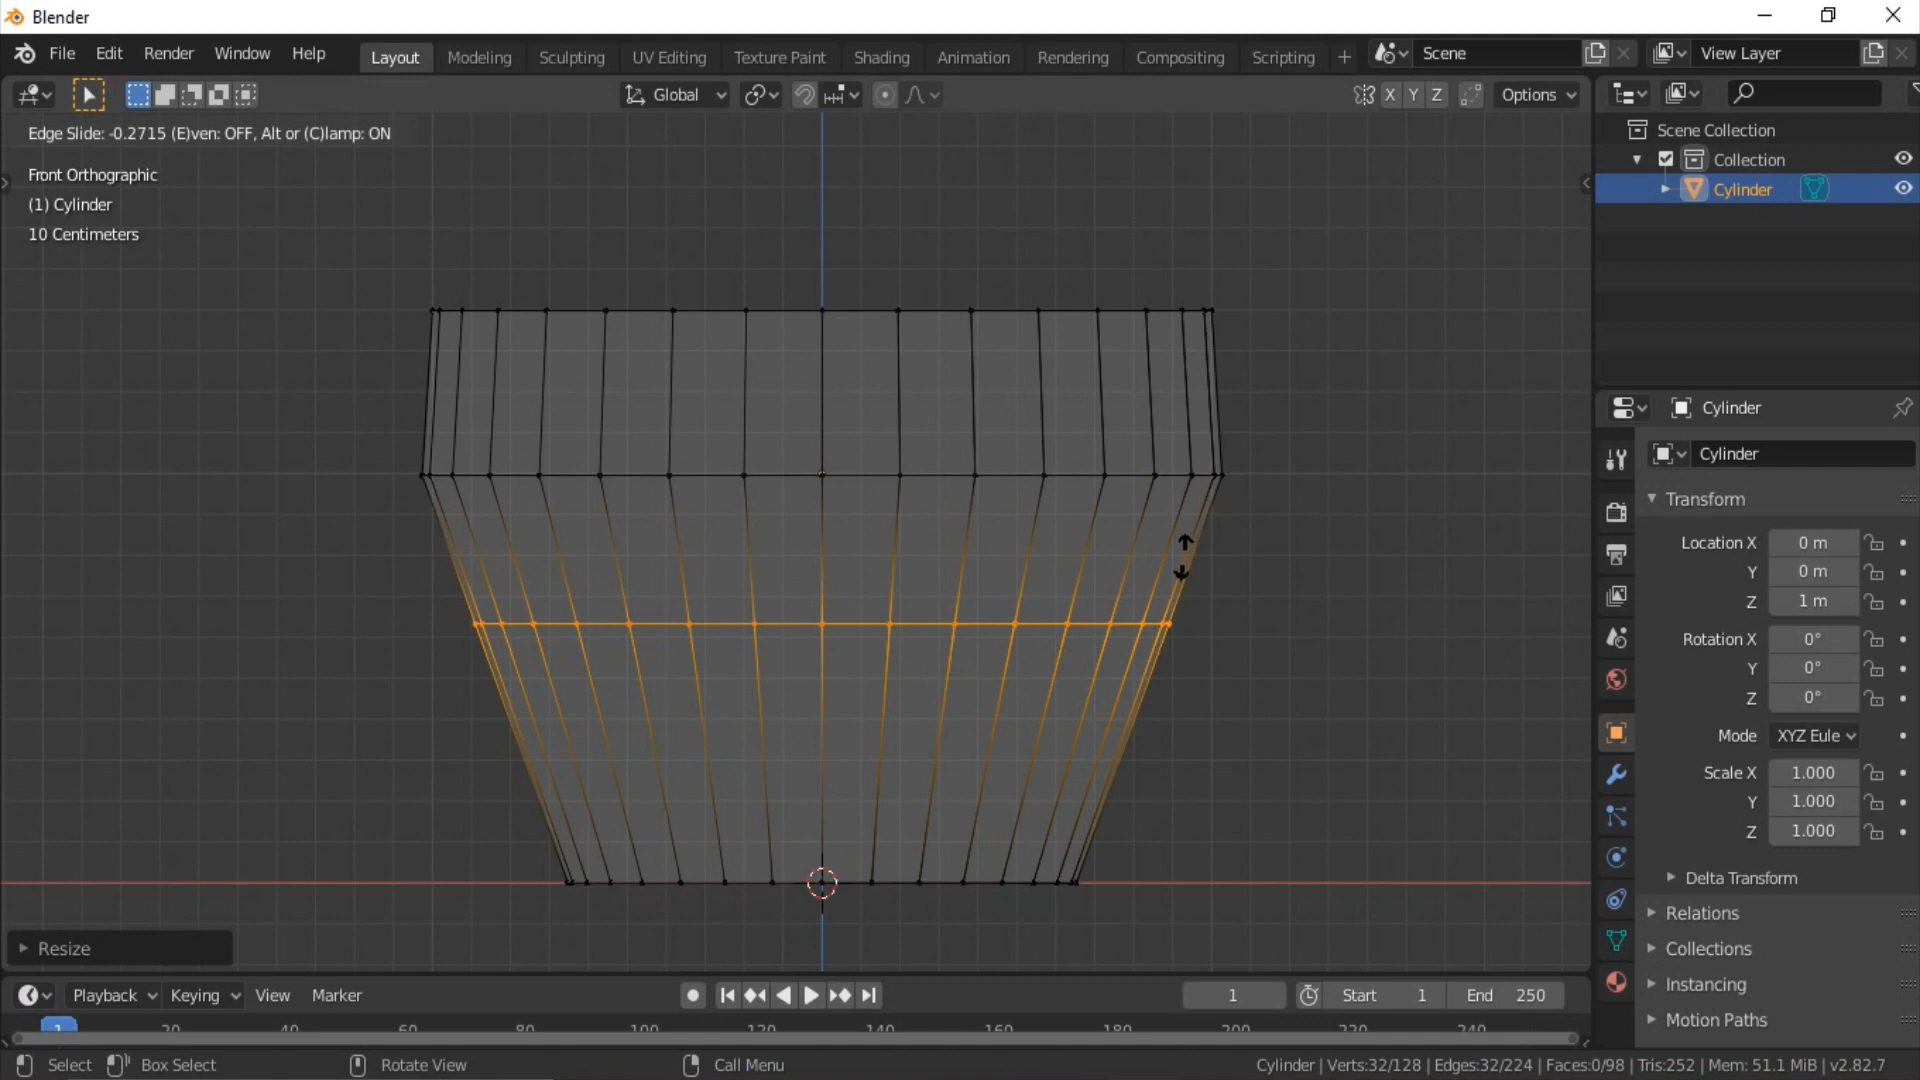 Blender
File Edit Render Window Help Layout Modeling Sculpting UV Editing Texture Paint Shading Animation Rendering Compositing Scripting + Scene View Layer
Global X Y Z Options
Edge Slide: -0.2715 (E)ven: OFF, Alt or (C)lamp: ON
Front Orthographic
(1) Cylinder
10 Centimeters
Scene Collection
Collection
Cylinder
Cylinder
Cylinder
Transform
Location X 0 m
Y 0 m
Z 1 m
Rotation X 0°
Y 0°
Z 0°
Mode XYZ Eule
Scale X 1.000
Y 1.000
Z 1.000
Delta Transform
Relations
Collections
Instancing
Motion Paths
Resize
Playback Keying View Marker 1 Start 1 End 250
1 20 40 60 80 100 120 140 160 180 200 220 240
Select Box Select Rotate View Call Menu Cylinder | Verts:32/128 | Edges:32/224 | Faces:0/98 | Tris:252 | Mem: 51.1 MiB | v2.82.7